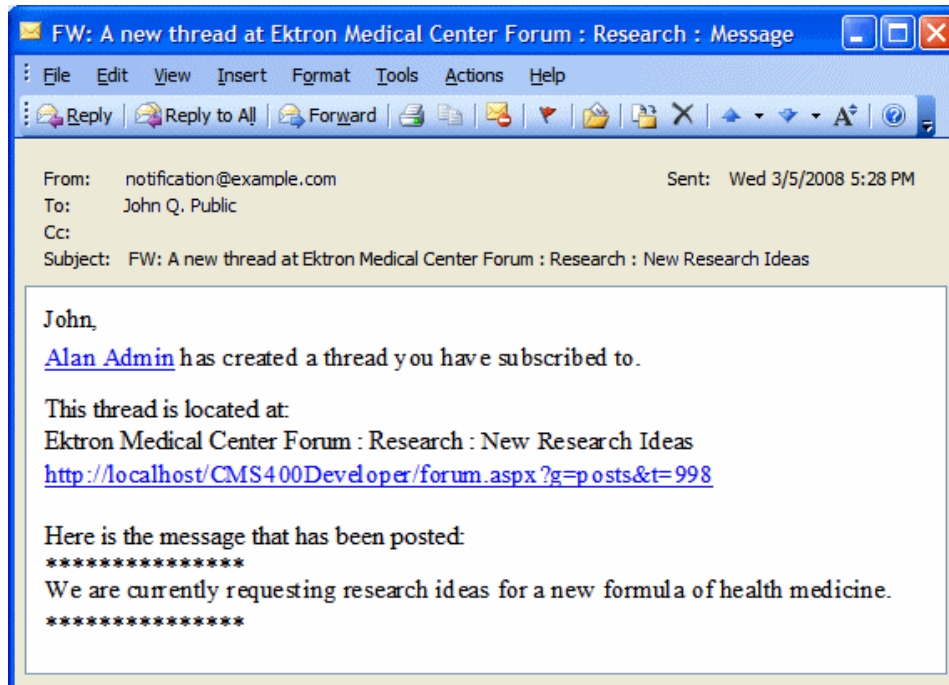 FW: A new thread at Ektron Medical Center Forum : Research : Message
File Edit View Insert Format Tools Actions Help
Reply Reply to All Forward
From: notification@example.com Sent: Wed 3/5/2008 5:28 PM
To: John Q. Public
Cc:
Subject: FW: A new thread at Ektron Medical Center Forum : Research : New Research Ideas
John,
Alan Admin has created a thread you have subscribed to.
This thread is located at:
Ektron Medical Center Forum : Research : New Research Ideas
http://localhost/CMS400Developer/forum.aspx?g=posts&t=998
Here is the message that has been posted:
***************
We are currently requesting research ideas for a new formula of health medicine.
***************